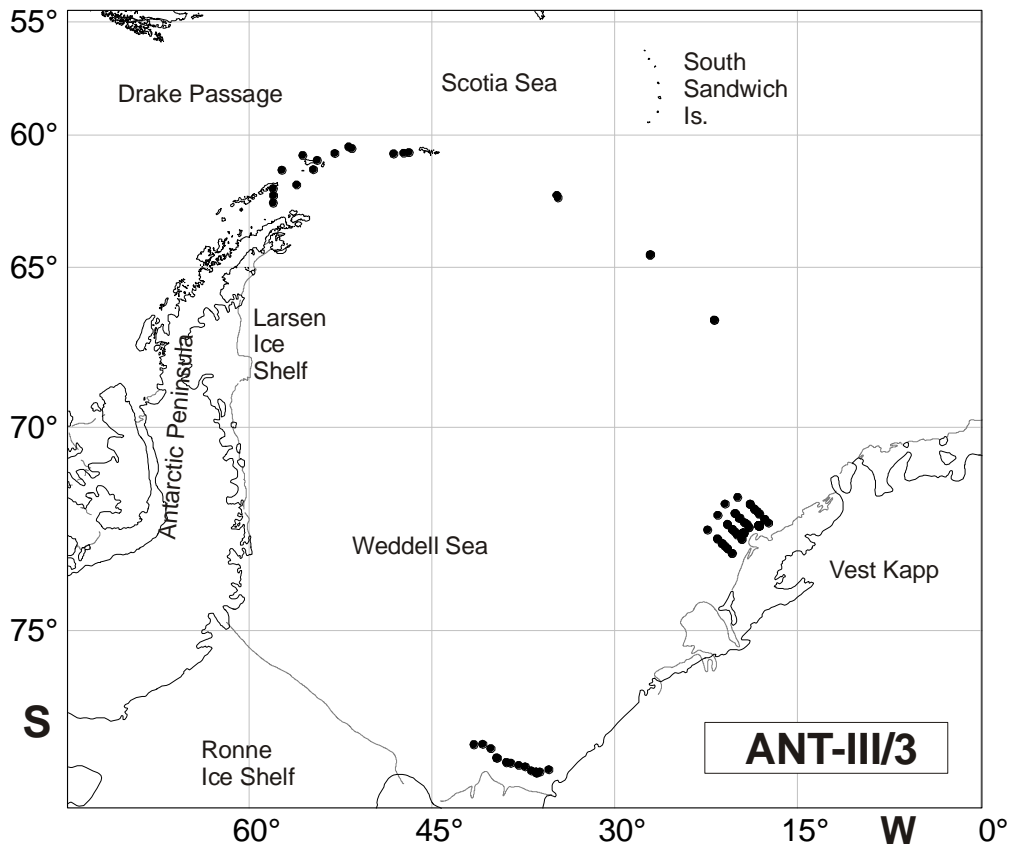 55°
Drake Passage
Scotia Sea
South
Sandwich
Is.
60°
65°
Larsen
Ice
Shelf
Antarctic Peninsula
70°
Weddell Sea
Vest Kapp
75°
S
Ronne
Ice Shelf
ANT-III/3
60°
45°
30°
15°
W
0°